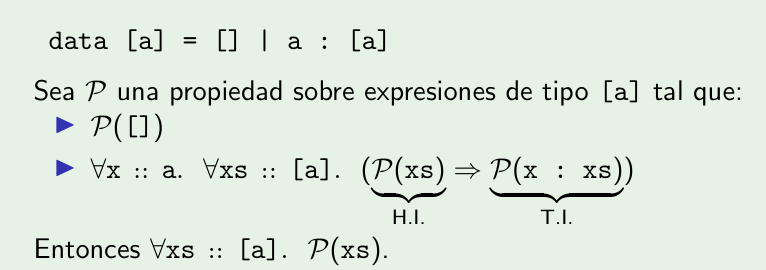 data [a] = [] | a : [a]
Sea 𝒫 una propiedad sobre expresiones de tipo [a] tal que:
▶ 𝒫([])
▶ ∀x :: a. ∀xs :: [a]. (𝒫(xs) ⇒ 𝒫(x : xs))
H.I. T.I.
Entonces ∀xs :: [a]. 𝒫(xs).